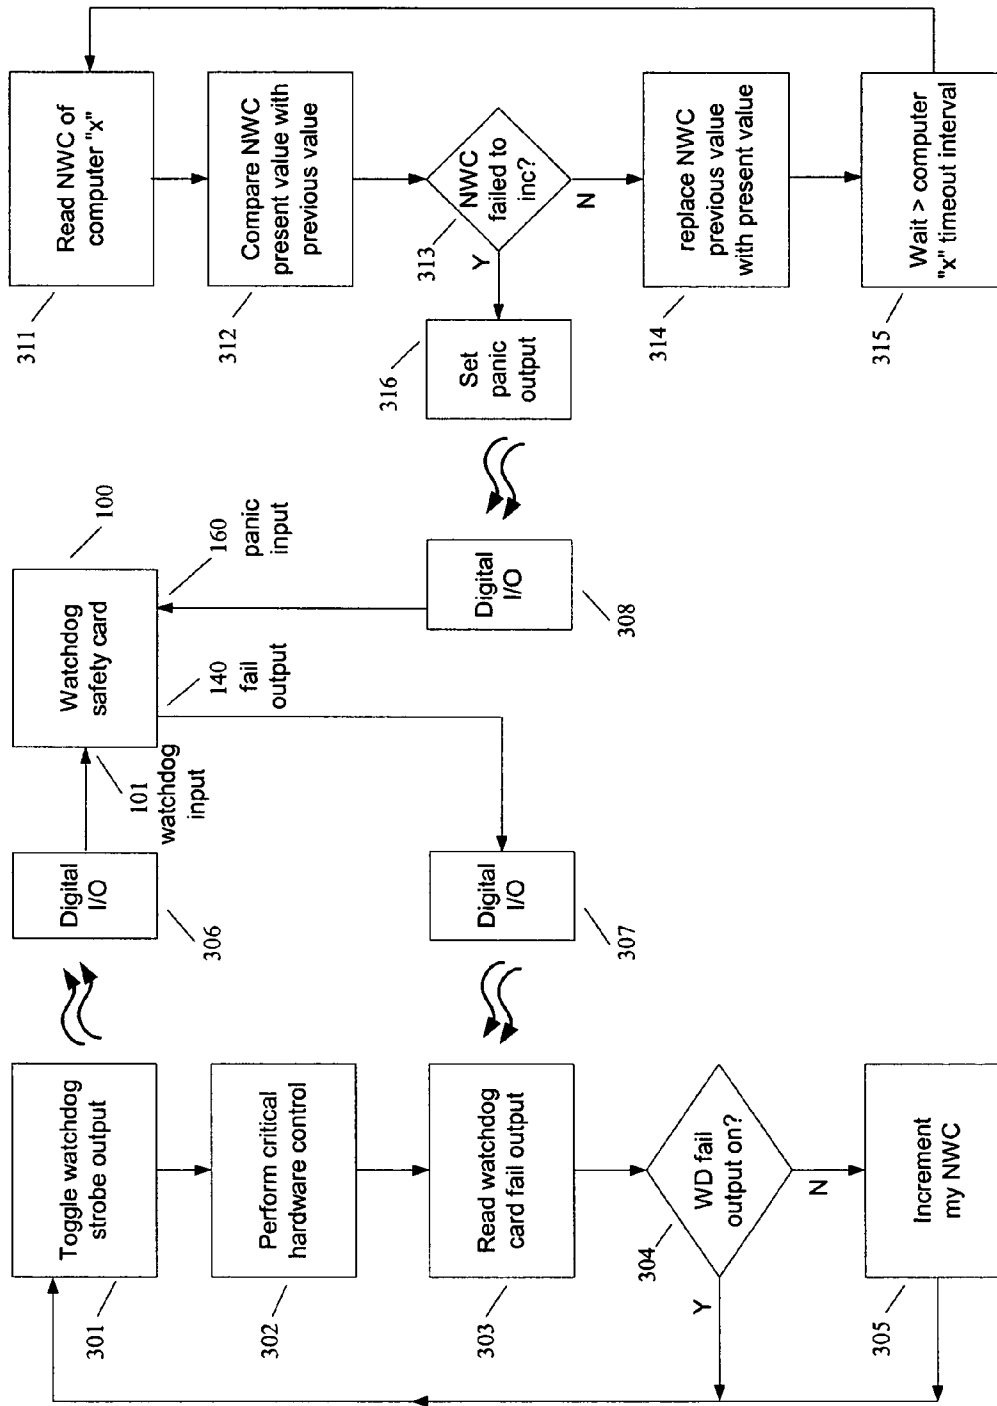 Toggle watchdog
strobe output
301
Perform critical
hardware control
302
Read watchdog
card fail output
303
WD fail
output on?
304
Y
N
Increment
my NWC
305
Digital
I/O
306
101
watchdog
input
Watchdog
safety card
100
140
fail
output
160
panic
input
Digital
I/O
307
Digital
I/O
308
Read NWC of
computer "x"
311
Compare NWC
present value with
previous value
312
NWC
failed to
inc?
313
Y
N
Set
panic
output
316
replace NWC
previous value
with present value
314
Wait > computer
"x" timeout interval
315